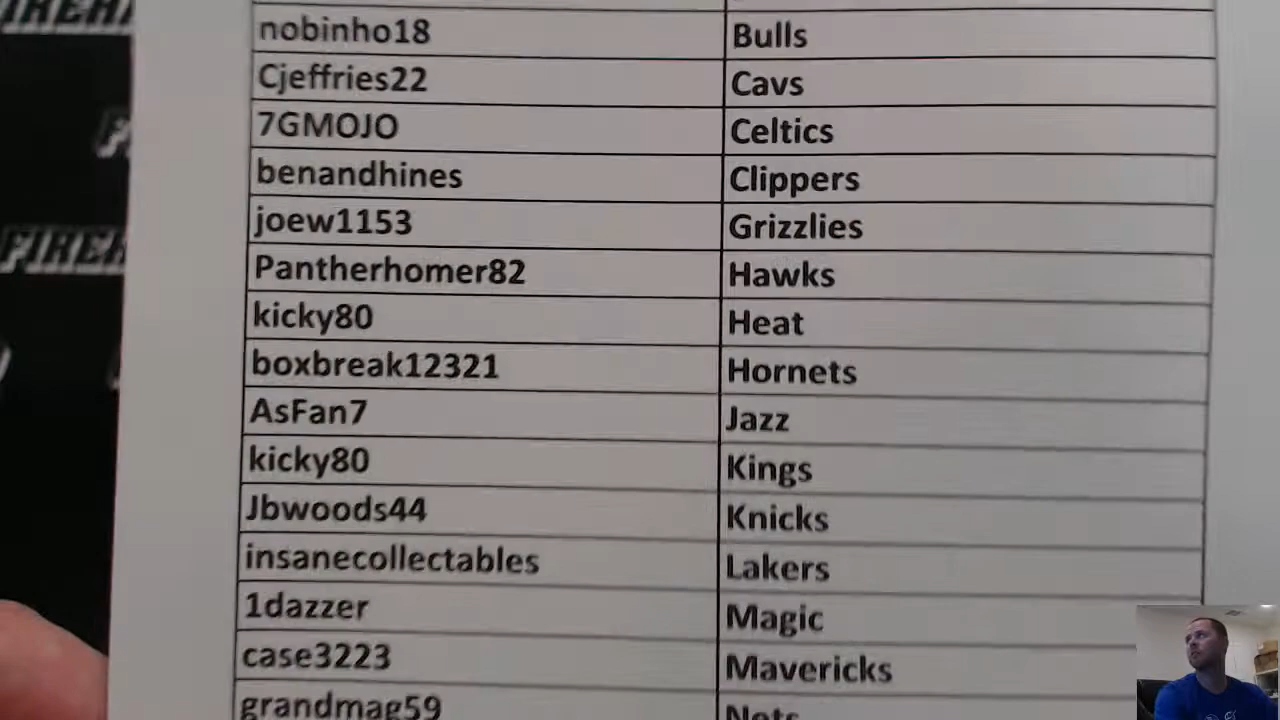 nobinho18 Bulls
Cjeffries22 Cavs
7GMOJO Celtics
benandhines Clippers
joew1153 Grizzlies
Pantherhomer82 Hawks
kicky80 Heat
boxbreak12321 Hornets
AsFan7 Jazz
kicky80 Kings
Jbwoods44 Knicks
insanecollectables Lakers
1dazzer Magic
case3223 Mavericks
grandmag59 Nets